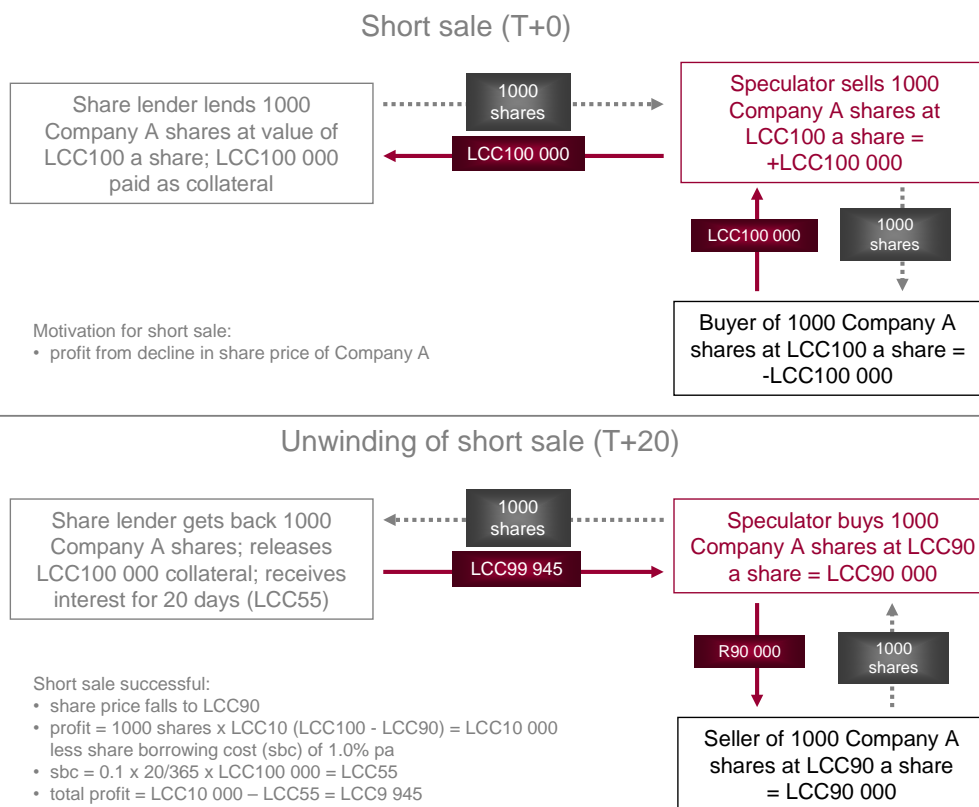 Short sale (T+0)
Share lender lends 1000
Company A shares at value of
LCC100 a share; LCC100 000
paid as collateral
1000
shares
LCC100 000
Speculator sells 1000
Company A shares at
LCC100 a share =
+LCC100 000
LCC100 000
1000
shares
Buyer of 1000 Company A
shares at LCC100 a share =
-LCC100 000
Motivation for short sale:
• profit from decline in share price of Company A
Unwinding of short sale (T+20)
Share lender gets back 1000
Company A shares; releases
LCC100 000 collateral; receives
interest for 20 days (LCC55)
1000
shares
LCC99 945
Speculator buys 1000
Company A shares at LCC90
a share = LCC90 000
R90 000
1000
shares
Seller of 1000 Company A
shares at LCC90 a share
= LCC90 000
Short sale successful:
• share price falls to LCC90
• profit = 1000 shares x LCC10 (LCC100 - LCC90) = LCC10 000
less share borrowing cost (sbc) of 1.0% pa
• sbc = 0.1 x 20/365 x LCC100 000 = LCC55
• total profit = LCC10 000 – LCC55 = LCC9 945